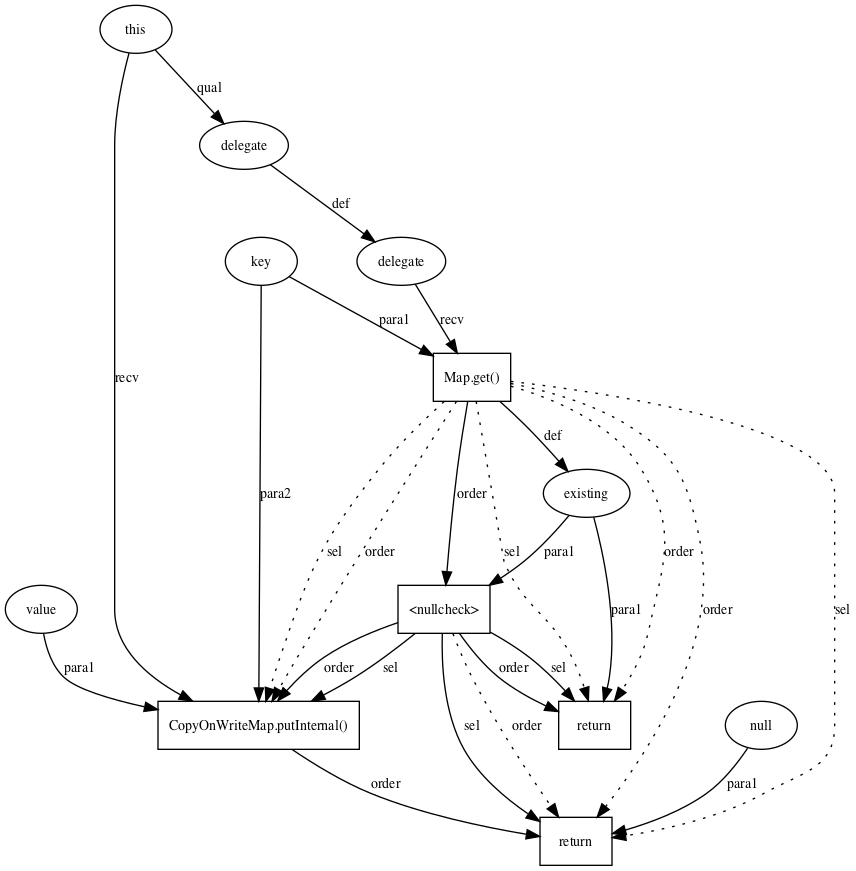 this
qual
delegate
def
key
delegate
para1
recv
recv
Map.get()
def
para2
order
existing
sel
order
sel
para1
order
value
<nullcheck>
para1
order
sel
para1
order
sel
order
sel
CopyOnWriteMap.putInternal()
sel
order
return
null
order
para1
return